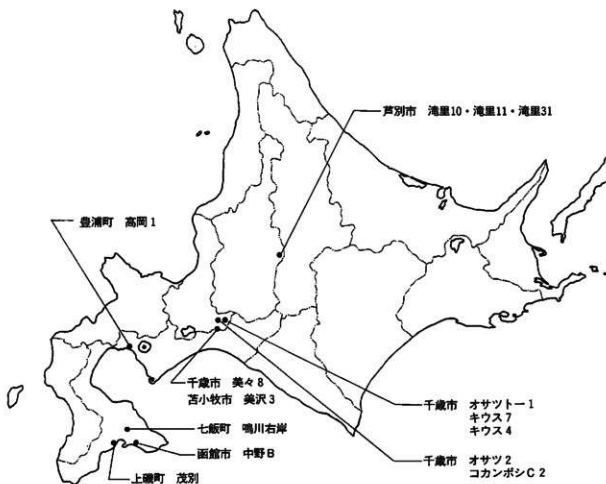 芦別市 滝里10・滝里11・滝里31
豊浦町 高岡1
千歳市 美々8
苫小牧市 美沢3
千歳市 オサツトー1
キウス7
キウス4
七飯町 鳴川右岸
函館市 中野B
千歳市 オサツ2
コカンボシC2
上磯町 茂別